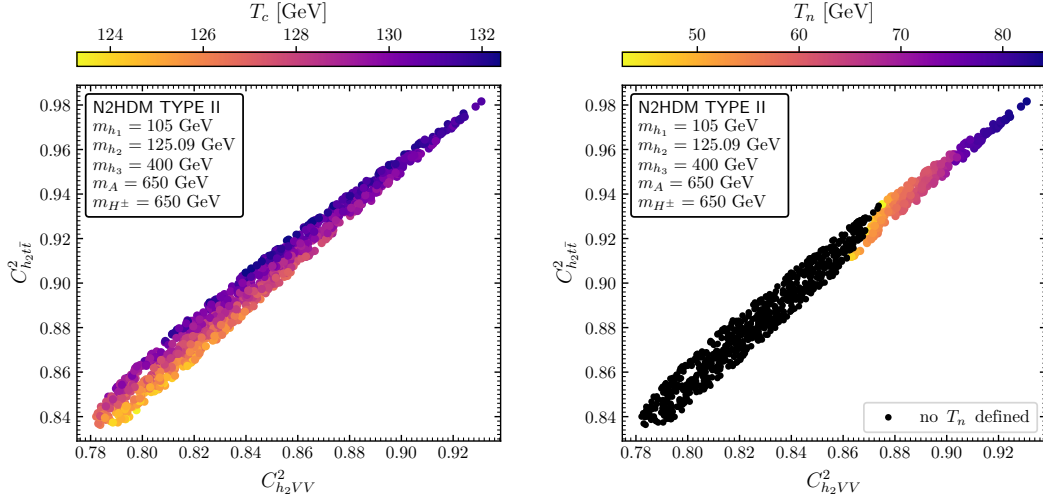 T_c [GeV]
124 126 128 130 132
N2HDM TYPE II
m_{h_1} = 105 GeV
m_{h_2} = 125.09 GeV
m_{h_3} = 400 GeV
m_A = 650 GeV
m_{H^±} = 650 GeV
C^2_{h_2 t\bar{t}}
0.98
0.96
0.94
0.92
0.90
0.88
0.86
0.84
0.78 0.80 0.82 0.84 0.86 0.88 0.90 0.92
C^2_{h_2 VV}
T_n [GeV]
50 60 70 80
N2HDM TYPE II
m_{h_1} = 105 GeV
m_{h_2} = 125.09 GeV
m_{h_3} = 400 GeV
m_A = 650 GeV
m_{H^±} = 650 GeV
C^2_{h_2 t\bar{t}}
0.98
0.96
0.94
0.92
0.90
0.88
0.86
0.84
no T_n defined
0.78 0.80 0.82 0.84 0.86 0.88 0.90 0.92
C^2_{h_2 VV}